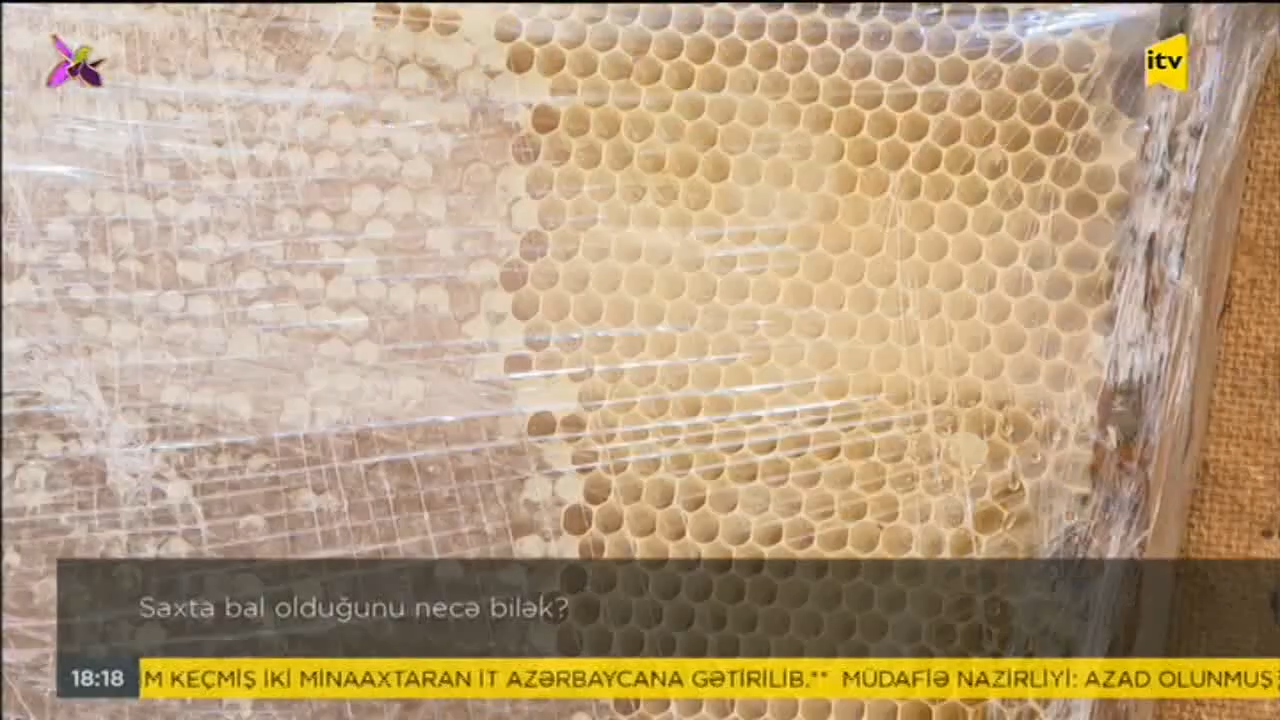 itv
Saxta bal olduğunu necə bilək?
18:18
M KEÇMİŞ İKİ MİNAAXTARAN İT AZƏRBAYCANA GƏTİRİLİB.** MÜDAFİƏ NAZİRLİYİ: AZAD OLUNMUŞ